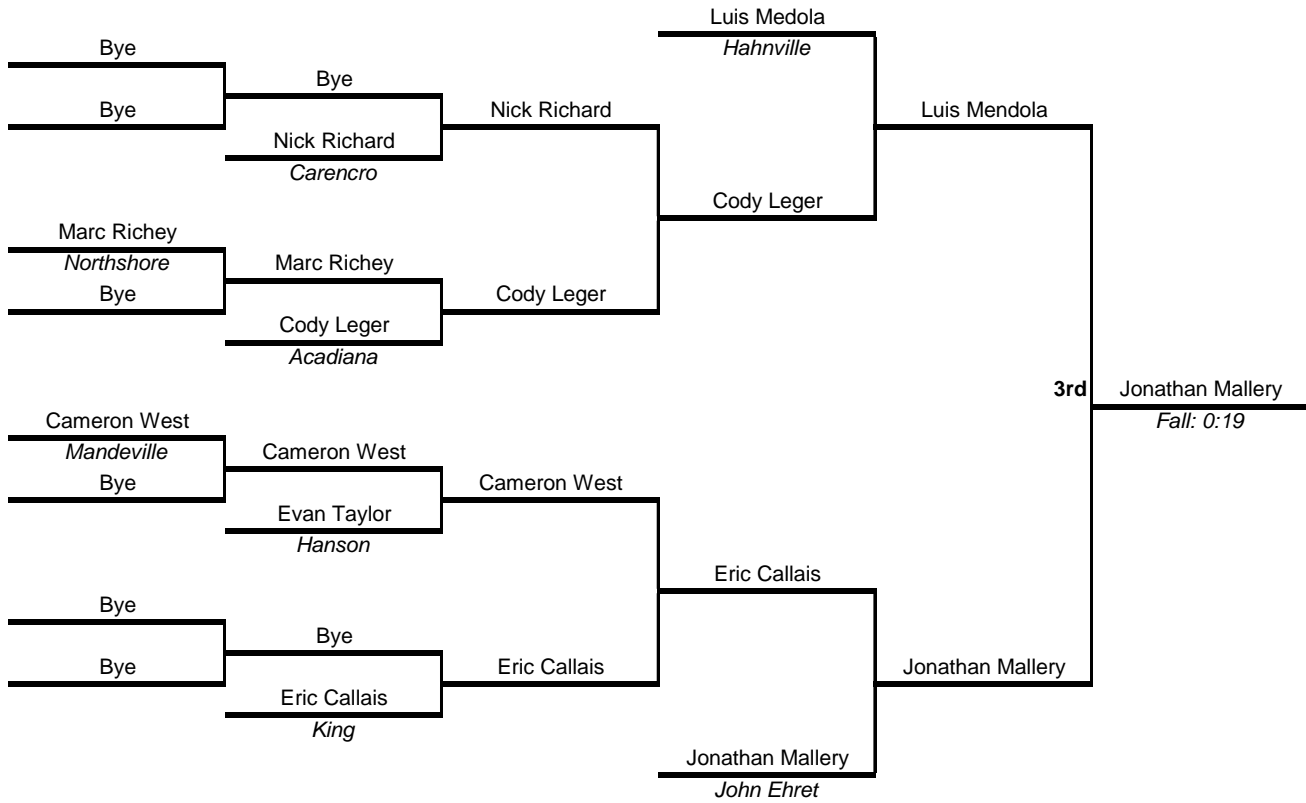 Luis Medola
Hahnville
Bye
Bye
Bye
Nick Richard
Luis Mendola
Nick Richard
Carencro
Cody Leger
Marc Richey
Northshore
Marc Richey
Bye
Cody Leger
Cody Leger
Acadiana
3rd Jonathan Mallery
Fall: 0:19
Cameron West
Mandeville
Cameron West
Bye
Cameron West
Evan Taylor
Hanson
Eric Callais
Bye
Bye
Bye
Eric Callais
Jonathan Mallery
Eric Callais
King
Jonathan Mallery
John Ehret